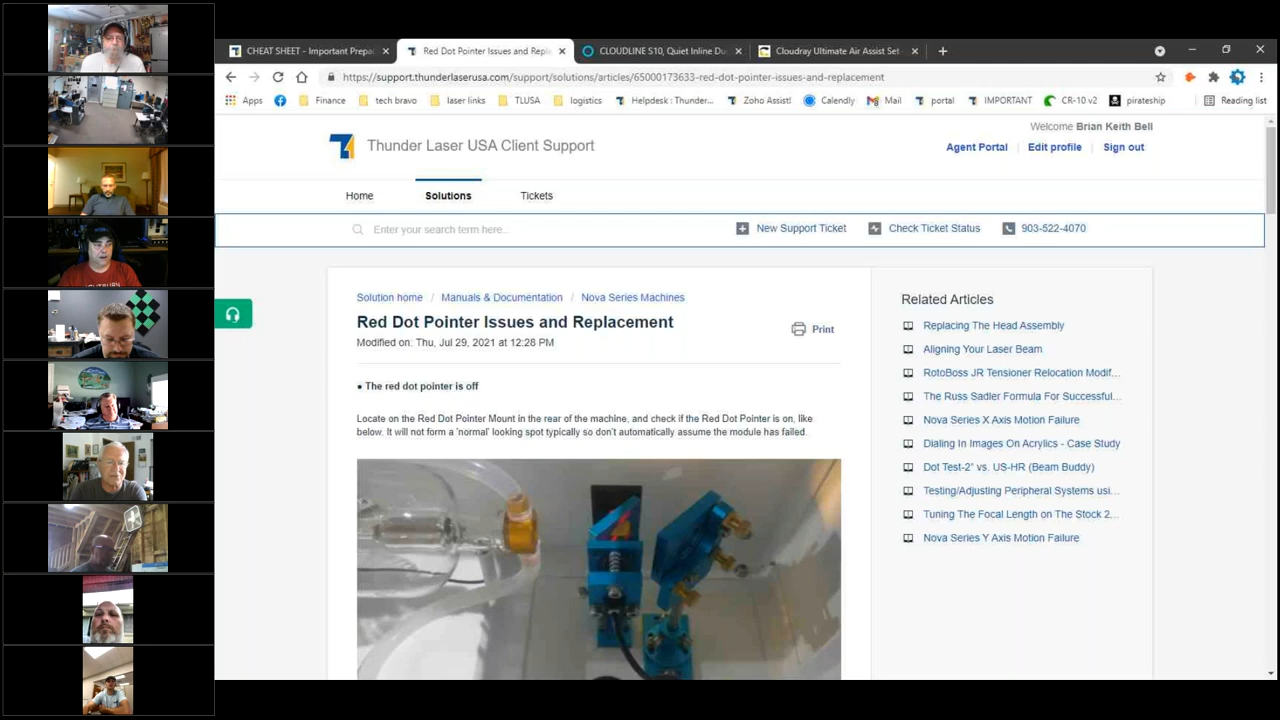 CHEAT SHEET - Important Prepa
Red Dot Pointer Issues and Repla
CLOUDLINE S10, Quiet Inline Du
Cloudray Ultimate Air Assist Set -
https://support.thunderlaserusa.com/support/solutions/articles/65000173633-red-dot-pointer-issues-and-replacement
Apps Finance tech bravo laser links TLUSA logistics Helpdesk : Thunder... Zoho Assist! Calendly Mail portal IMPORTANT CR-10 v2 pirateship Reading list
Welcome Brian Keith Bell
Thunder Laser USA Client Support
Agent Portal Edit profile Sign out
Home Solutions Tickets
Enter your search term here...
New Support Ticket Check Ticket Status 903-522-4070
Solution home / Manuals & Documentation / Nova Series Machines
Red Dot Pointer Issues and Replacement
Print
Modified on: Thu, Jul 29, 2021 at 12:28 PM
● The red dot pointer is off
Locate on the Red Dot Pointer Mount in the rear of the machine, and check if the Red Dot Pointer is on, like
below. It will not form a 'normal' looking spot typically so don't automatically assume the module has failed.
Related Articles
Replacing The Head Assembly
Aligning Your Laser Beam
RotoBoss JR Tensioner Relocation Modif...
The Russ Sadler Formula For Successful...
Nova Series X Axis Motion Failure
Dialing In Images On Acrylics - Case Study
Dot Test-2" vs. US-HR (Beam Buddy)
Testing/Adjusting Peripheral Systems usi...
Tuning The Focal Length on The Stock 2...
Nova Series Y Axis Motion Failure